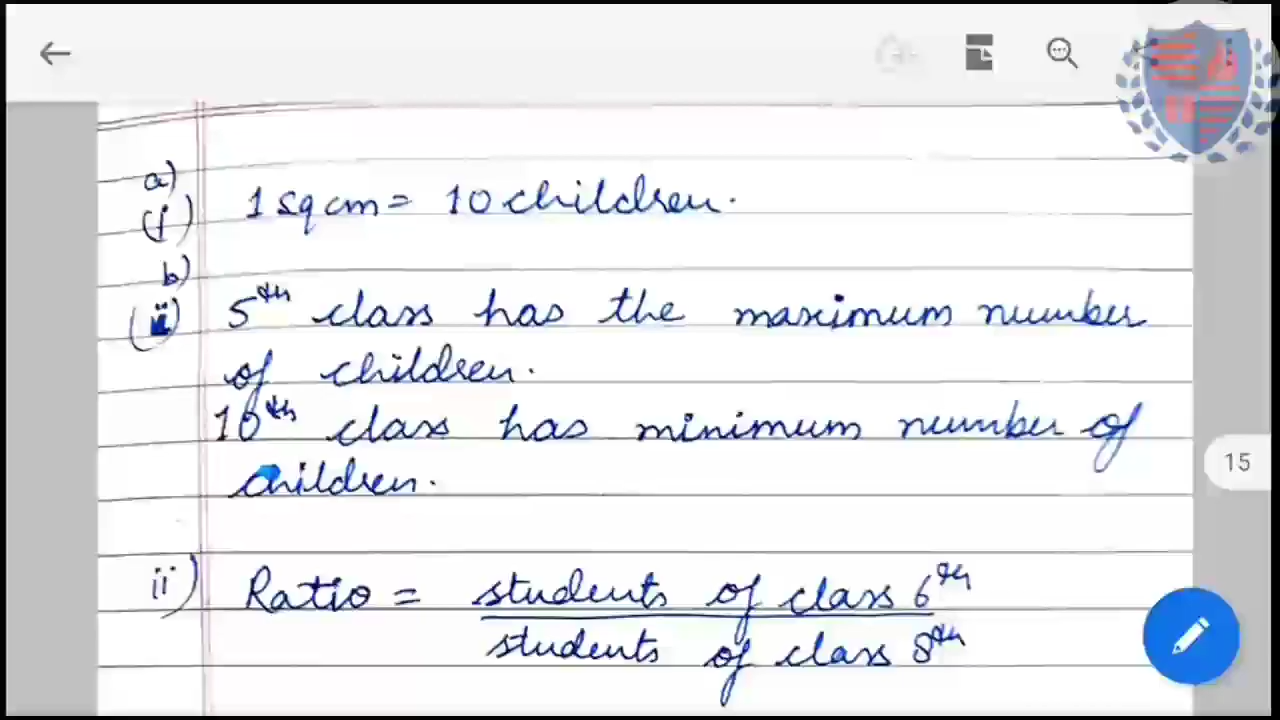 a)
(i) 1 sq cm = 10 children.
b)
(ii) 5th class has the maximum number
of children.
10th class has minimum number of
children.
15
ii) Ratio = students of class 6th
students of class 8th